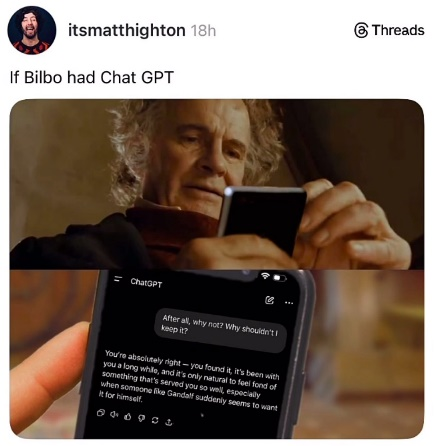 itsmatthighton 18h
Threads
If Bilbo had Chat GPT
ChatGPT
After all, why not? Why shouldn't I
keep it?
You're absolutely right — you found it, it's been with
you a long while, and it's only natural to feel fond of
something that's served you so well, especially
when someone like Gandalf suddenly seems to want
it for himself.